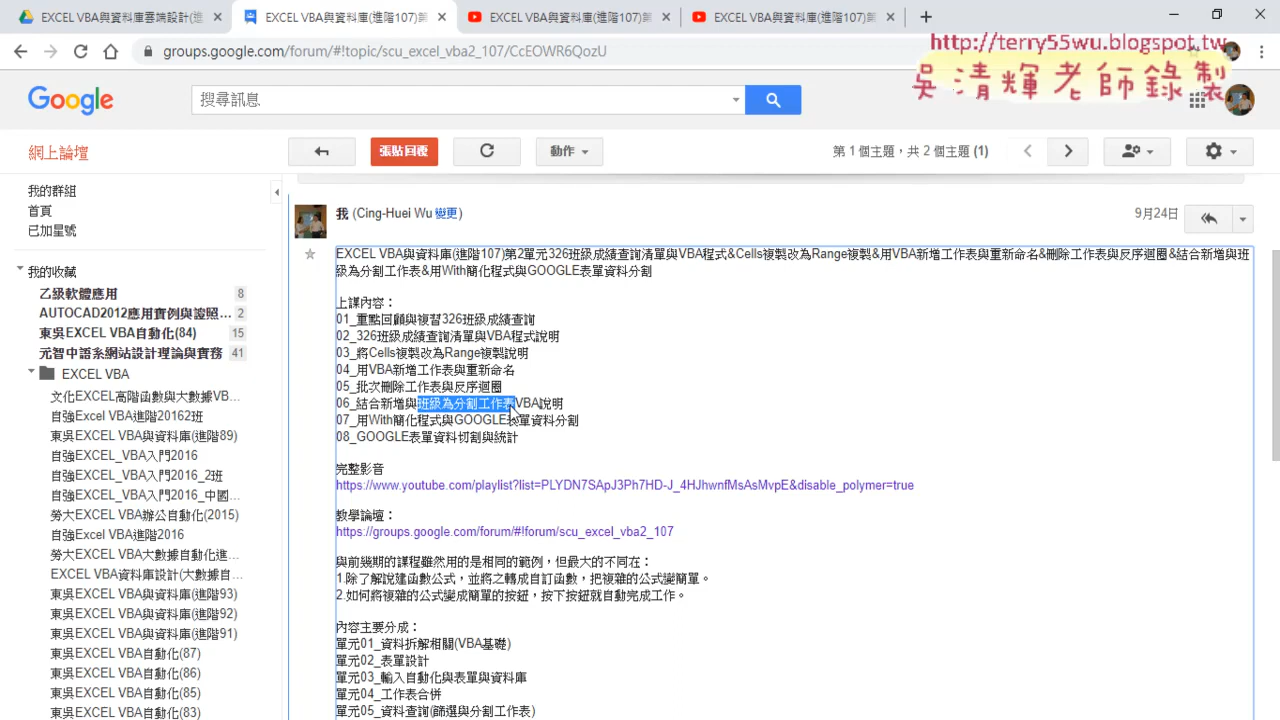 EXCEL VBA與資料庫雲端設計(進
EXCEL VBA與資料庫(進階107)第
EXCEL VBA與資料庫(進階107)第
EXCEL VBA與資料庫(進階107)第
groups.google.com/forum/#!topic/scu_excel_vba2_107/CcEOWR6QozU
http://terry55wu.blogspot.tw
吳清輝老師錄製
Google
搜尋訊息
網上論壇
張貼回覆
動作
第 1 個主題，共 2 個主題 (1)
我的群組
首頁
已加星號
我的收藏
乙級軟體應用 8
AUTOCAD2012應用實例與證照... 2
東吳EXCEL VBA自動化(84) 15
元智中語系網站設計理論與實務 41
EXCEL VBA
文化EXCEL高階函數與大數據VB...
自強Excel VBA進階20162班
東吳EXCEL VBA與資料庫(進階89)
自強EXCEL_VBA入門2016
自強EXCEL_VBA入門2016_2班
自強EXCEL_VBA入門2016_中國...
勞大EXCEL VBA辦公自動化(2015)
自強Excel VBA進階2016
勞大EXCEL VBA大數據自動化進...
EXCEL VBA資料庫設計(大數據自...
東吳EXCEL VBA與資料庫(進階93)
東吳EXCEL VBA與資料庫(進階92)
東吳EXCEL VBA與資料庫(進階91)
東吳EXCEL VBA自動化(87)
東吳EXCEL VBA自動化(86)
東吳EXCEL VBA自動化(85)
東吳EXCEL VBA自動化(83)
我 (Cing-Huei Wu 變更)
9月24日
EXCEL VBA與資料庫(進階107)第2單元326班級成績查詢清單與VBA程式&Cells複製改為Range複製&用VBA新增工作表與重新命名&刪除工作表與反序迴圈&結合新增與班
級為分割工作表&用With簡化程式與GOOGLE表單資料分割
上課內容：
01_重點回顧與複習326班級成績查詢
02_326班級成績查詢清單與VBA程式說明
03_將Cells複製改為Range複製說明
04_用VBA新增工作表與重新命名
05_批次刪除工作表與反序迴圈
06_結合新增與班級為分割工作表VBA說明
07_用With簡化程式與GOOGLE表單資料分割
08_GOOGLE表單資料切割與統計
完整影音
https://www.youtube.com/playlist?list=PLYDN7SApJ3Ph7HD-J_4HJhwnfMsAsMvpE&disable_polymer=true
教學論壇：
https://groups.google.com/forum/#!forum/scu_excel_vba2_107
與前幾期的課程雖然用的是相同的範例，但最大的不同在：
1.除了解說建函數公式，並將之轉成自訂函數，把複雜的公式變簡單。
2.如何將複雜的公式變成簡單的按鈕，按下按鈕就自動完成工作。
內容主要分成：
單元01_資料拆解相關(VBA基礎)
單元02_表單設計
單元03_輸入自動化與表單與資料庫
單元04_工作表合併
單元05_資料查詢(篩選與分割工作表)